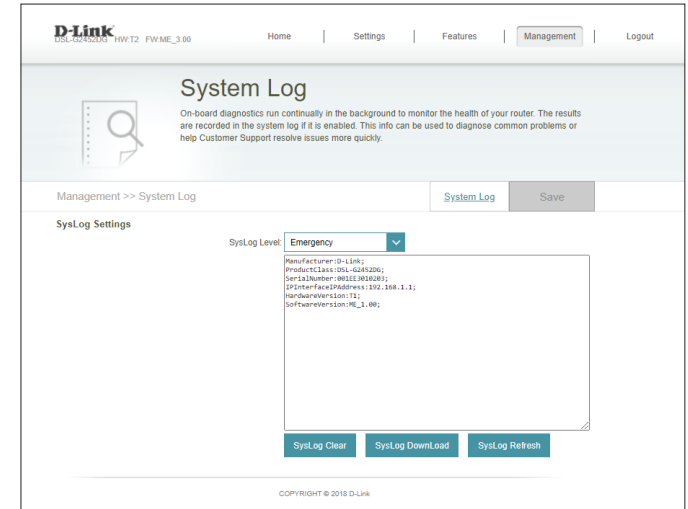 D-Link
DSL-G2452DG HW:T2 FW:ME_3.00
Home | Settings | Features | Management | Logout
System Log
On-board diagnostics run continually in the background to monitor the health of your router. The results
are recorded in the system log if it is enabled. This info can be used to diagnose common problems or
help Customer Support resolve issues more quickly.
Management >> System Log
System Log
Save
SysLog Settings
SysLog Level: Emergency
Manufacturer:D-Link;
ProductClass:DSL-G2452DG;
SerialNumber:001EE3010203;
IPInterfaceIPAddress:192.168.1.1;
HardwareVersion:T1;
SoftwareVersion:ME_1.00;
SysLog Clear
SysLog DownLoad
SysLog Refresh
COPYRIGHT © 2018 D-Link